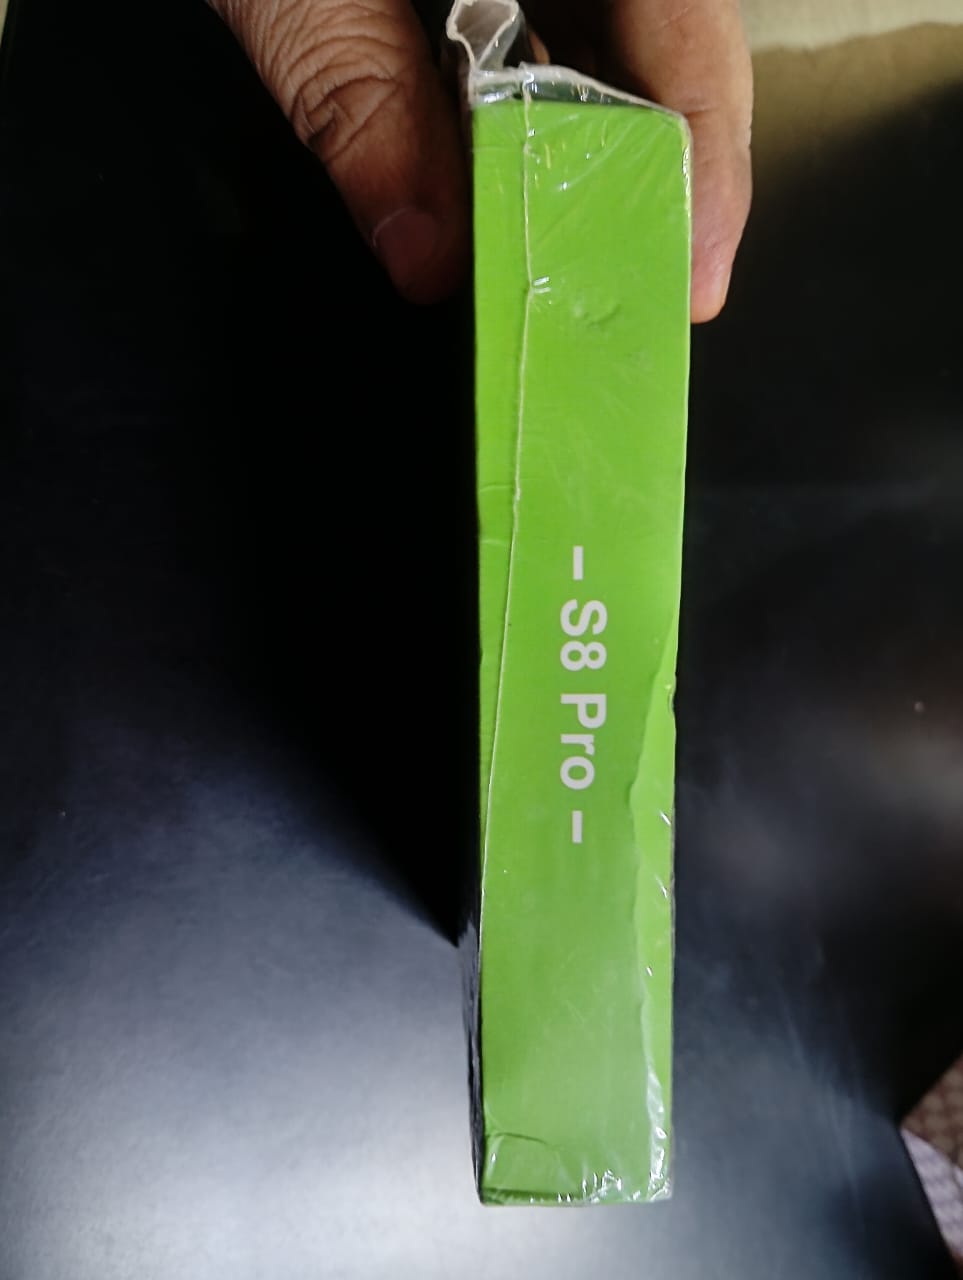 – S8 Pro –